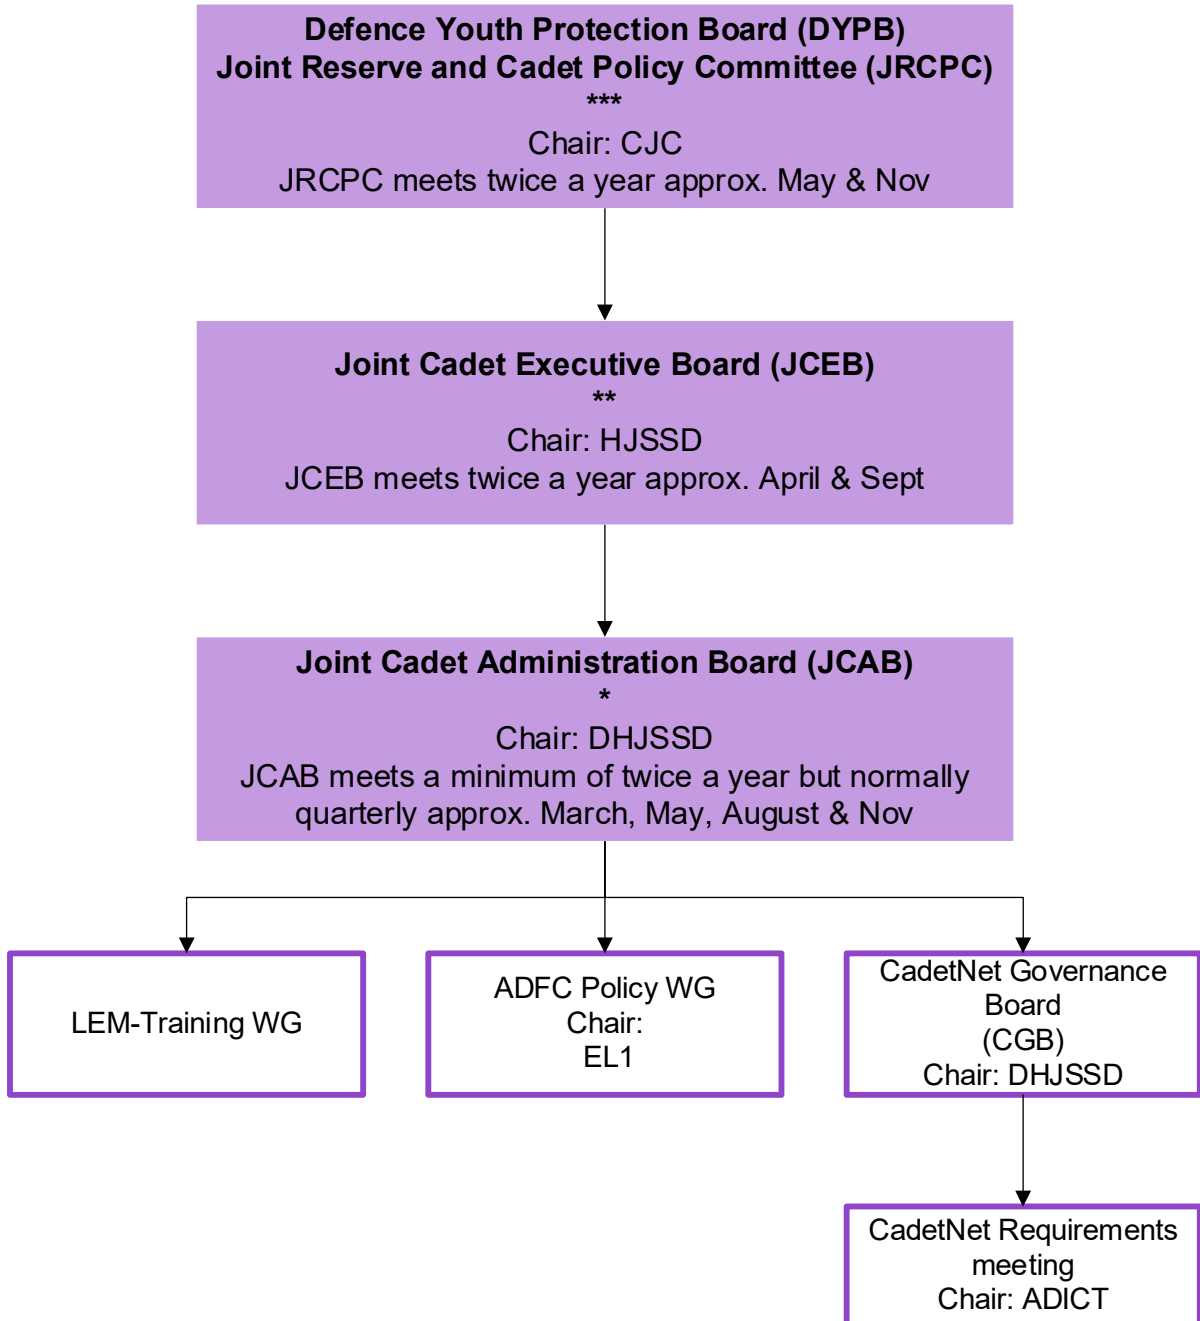 Defence Youth Protection Board (DYPB)
Joint Reserve and Cadet Policy Committee (JRCPC)
***
Chair: CJC
JRCPC meets twice a year approx. May & Nov
Joint Cadet Executive Board (JCEB)
**
Chair: HJSSD
JCEB meets twice a year approx. April & Sept
Joint Cadet Administration Board (JCAB)
*
Chair: DHJSSD
JCAB meets a minimum of twice a year but normally
quarterly approx. March, May, August & Nov
LEM-Training WG
ADFC Policy WG
Chair:
EL1
CadetNet Governance
Board
(CGB)
Chair: DHJSSD
CadetNet Requirements
meeting
Chair: ADICT